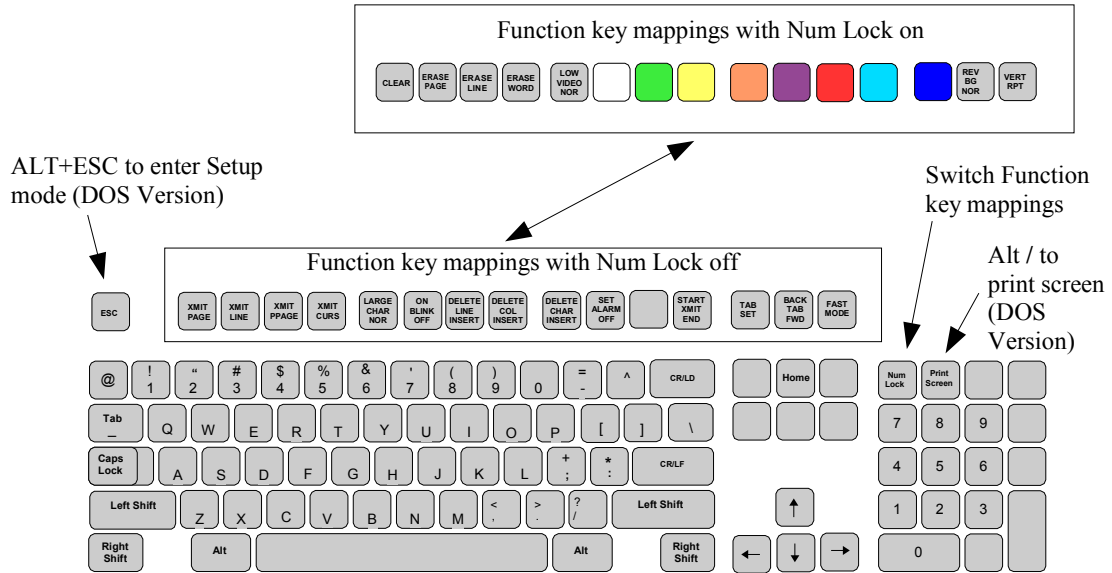 Function key mappings with Num Lock on
CLEAR
ERASE
PAGE
ERASE
LINE
ERASE
WORD
LOW
VIDEO
NOR
REV
BG
NOR
VERT
RPT
ALT+ESC to enter Setup
mode (DOS Version)
Switch Function
key mappings
Alt / to
print screen
(DOS
Version)
Function key mappings with Num Lock off
ESC
XMIT
PAGE
XMIT
LINE
XMIT
PPAGE
XMIT
CURS
LARGE
CHAR
NOR
ON
BLINK
OFF
DELETE
LINE
INSERT
DELETE
COL
INSERT
DELETE
CHAR
INSERT
SET
ALARM
OFF
START
XMIT
END
TAB
SET
BACK
TAB
FWD
FAST
MODE
@
!
1
“
2
#
3
$
4
%
5
&
6
'
7
(
8
)
9
0
=
-
^
CR/LD
Home
Num
Lock
Print
Screen
Tab
_
Q
W
E
R
T
Y
U
I
O
P
[
]
\
7
8
9
Caps
Lock
A
S
D
F
G
H
J
K
L
+
;
*
:
CR/LF
4
5
6
Left Shift
Z
X
C
V
B
N
M
<
,
>
.
?
/
Left Shift
↑
1
2
3
Right
Shift
Alt
Alt
Right
Shift
←
↓
→
0